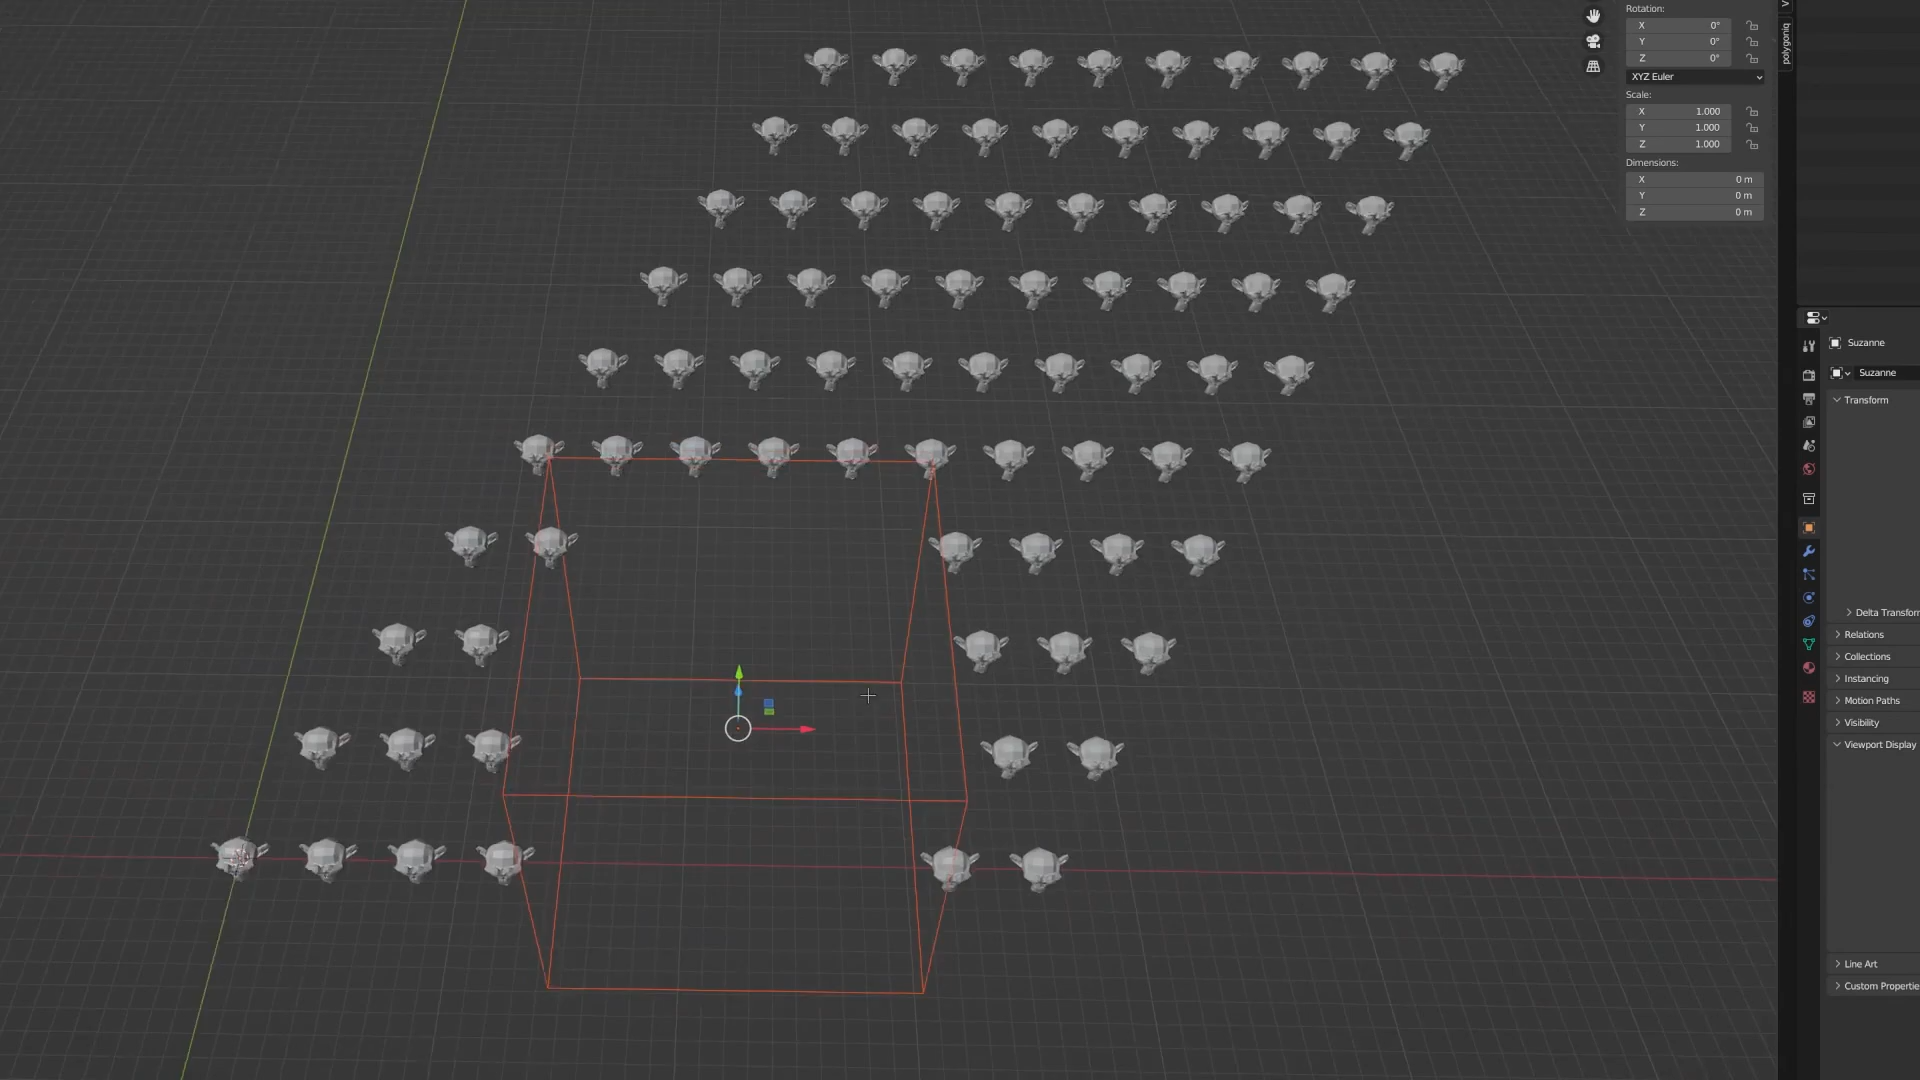 Rotation:
X 0°
Y 0°
Z 0°
XYZ Euler
Scale:
X 1.000
Y 1.000
Z 1.000
Dimensions:
X 0 m
Y 0 m
Z 0 m
polygoniq
Suzanne
Suzanne
Transform
Delta Transfor
Relations
Collections
Instancing
Motion Paths
Visibility
Viewport Display
Line Art
Custom Propertie